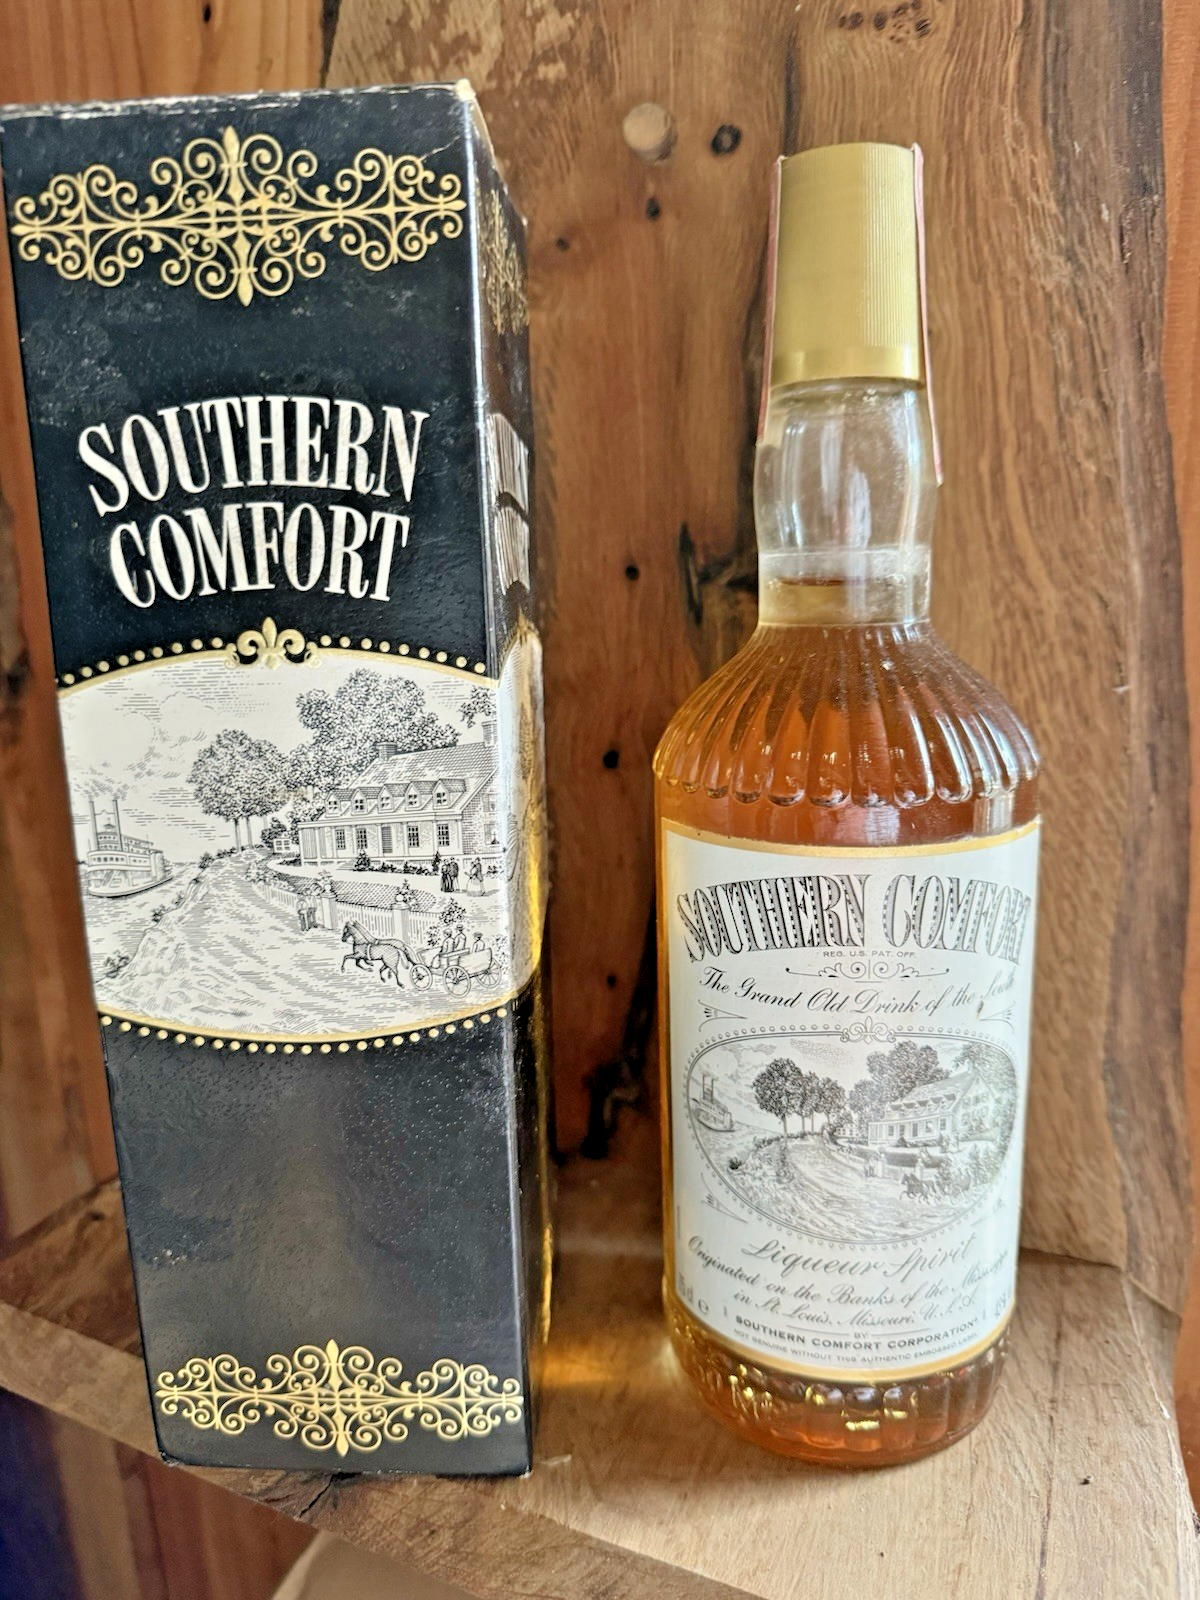 SOUTHERN
COMFORT
SOUTHERN COMFORT
REG. U.S. PAT. OFF.
The Grand Old Drink of the South
Liqueur Spirit
Originated on the Banks of the
in St. Louis, Missouri, U.S.A.
BY
SOUTHERN COMFORT CORPORATION
NOT GENUINE WITHOUT THIS AUTHENTIC EMBOSSED LABEL